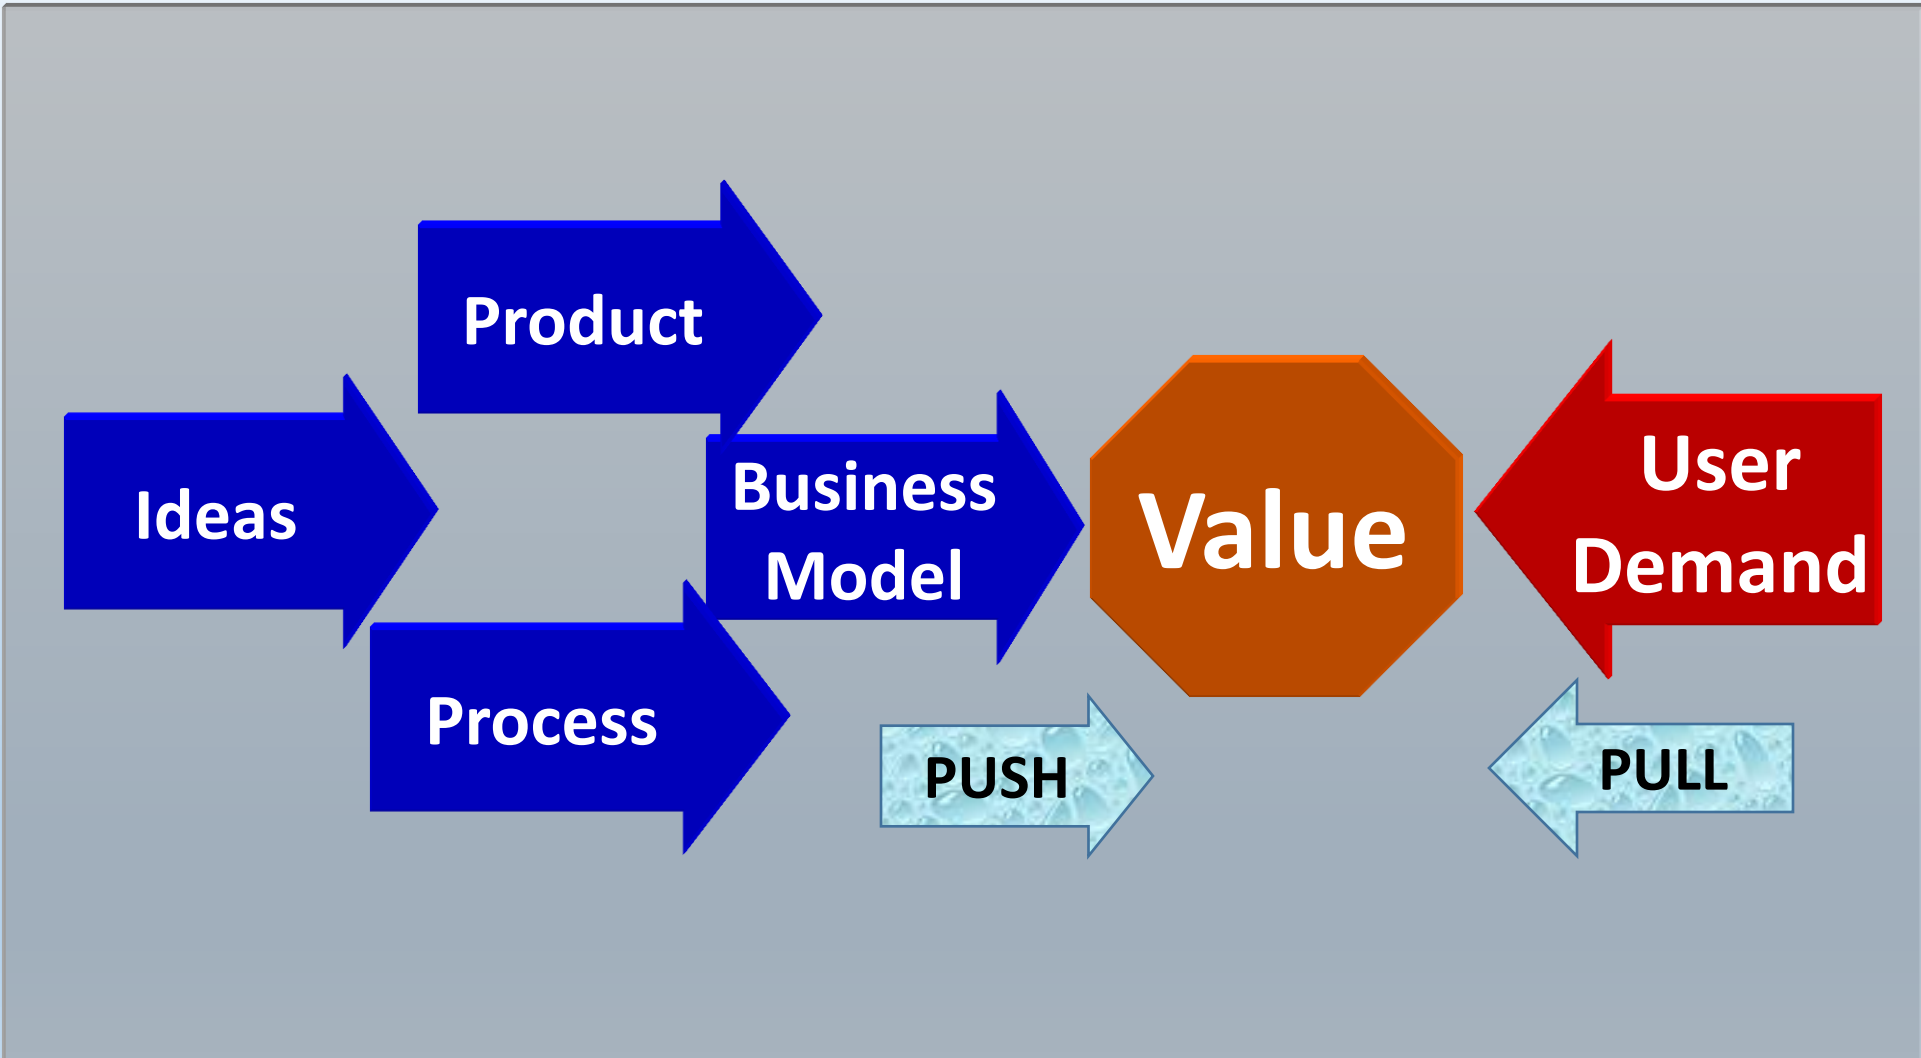 Product
Ideas
Business
Model
Process
Value
User
Demand
PUSH
PULL